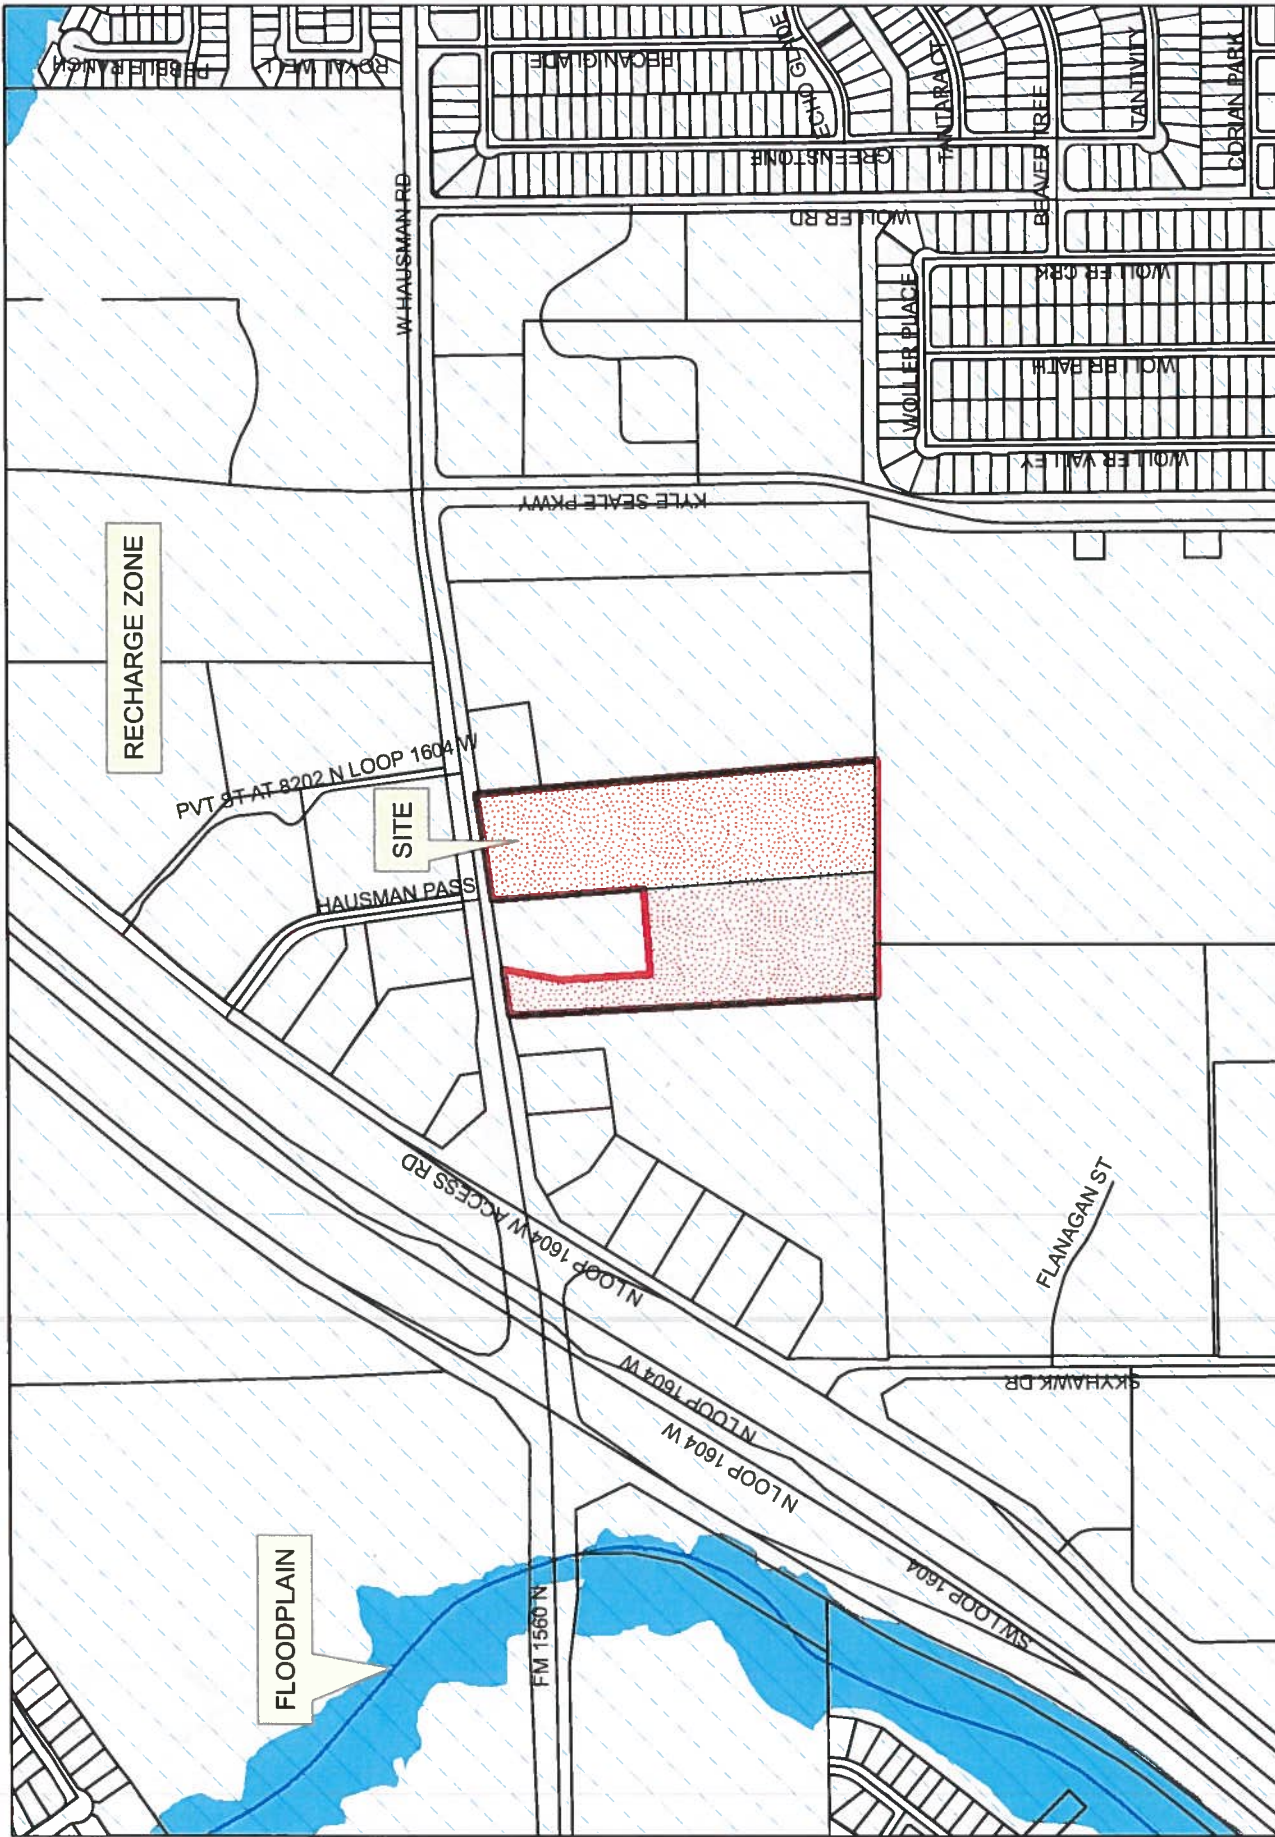 PEBBLE RANCH
ROYAL WELL
PECAN GLADE
ECHO GLADE
GREENSTONE
TANTARA CT
BEAVER TREE
TANTIVITY
CORIAN PARK
W HAUSMAN RD
WOLLER RD
WOLLER PLACE
WOLLER CRK
WOLLER PATH
WOLLER VALLEY
KYLE SEALE PKWY
RECHARGE ZONE
PVT ST AT 8202 N LOOP 1604 W
SITE
HAUSMAN PASS
N LOOP 1604 W ACCESS RD
N LOOP 1604 W
N LOOP 1604 W
SW LOOP 1604
FLANAGAN ST
SKYHAWK DR
FLOODPLAIN
FM 1560 N